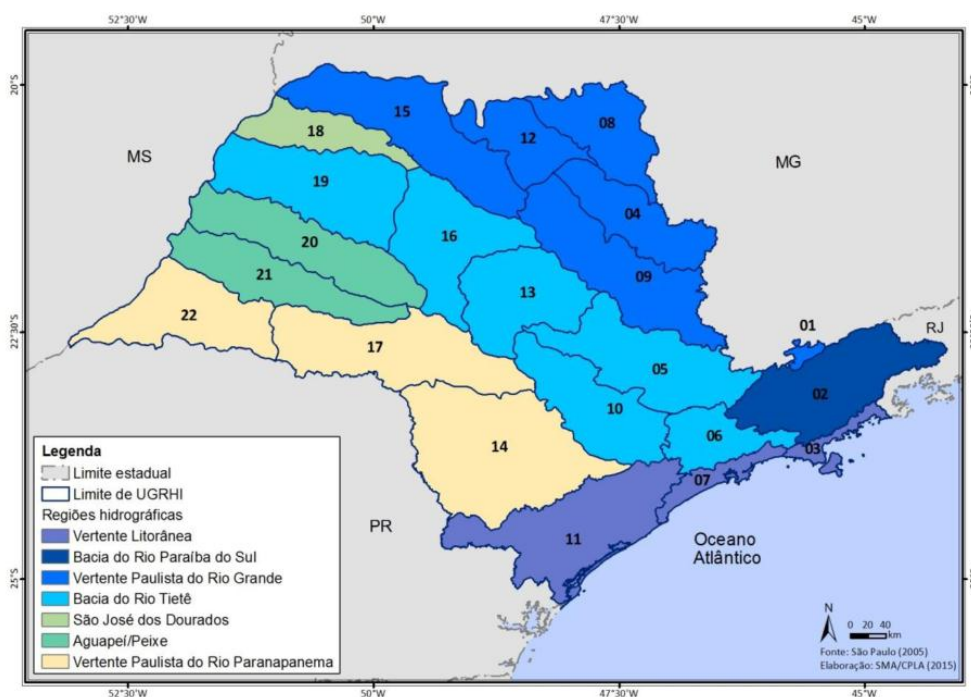 52°30'W 50°W 47°30'W 45°W
20°S
15
08
12
18
MS
MG
19
04
16
20
09
13
21
22
01
RJ
22°30'S
17
05
02
10
06
14
03
07
Legenda
Limite estadual
Limite de UGRHI
Regiões hidrográficas
Vertente Litorânea
Bacia do Rio Paraíba do Sul
Vertente Paulista do Rio Grande
Bacia do Rio Tietê
São José dos Dourados
Aguapeí/Peixe
Vertente Paulista do Rio Paranapanema
PR
11
Oceano
Atlântico
25°S
N
0 20 40
km
Fonte: São Paulo (2005)
Elaboração: SMA/CPLA (2015)
52°30'W 50°W 47°30'W 45°W